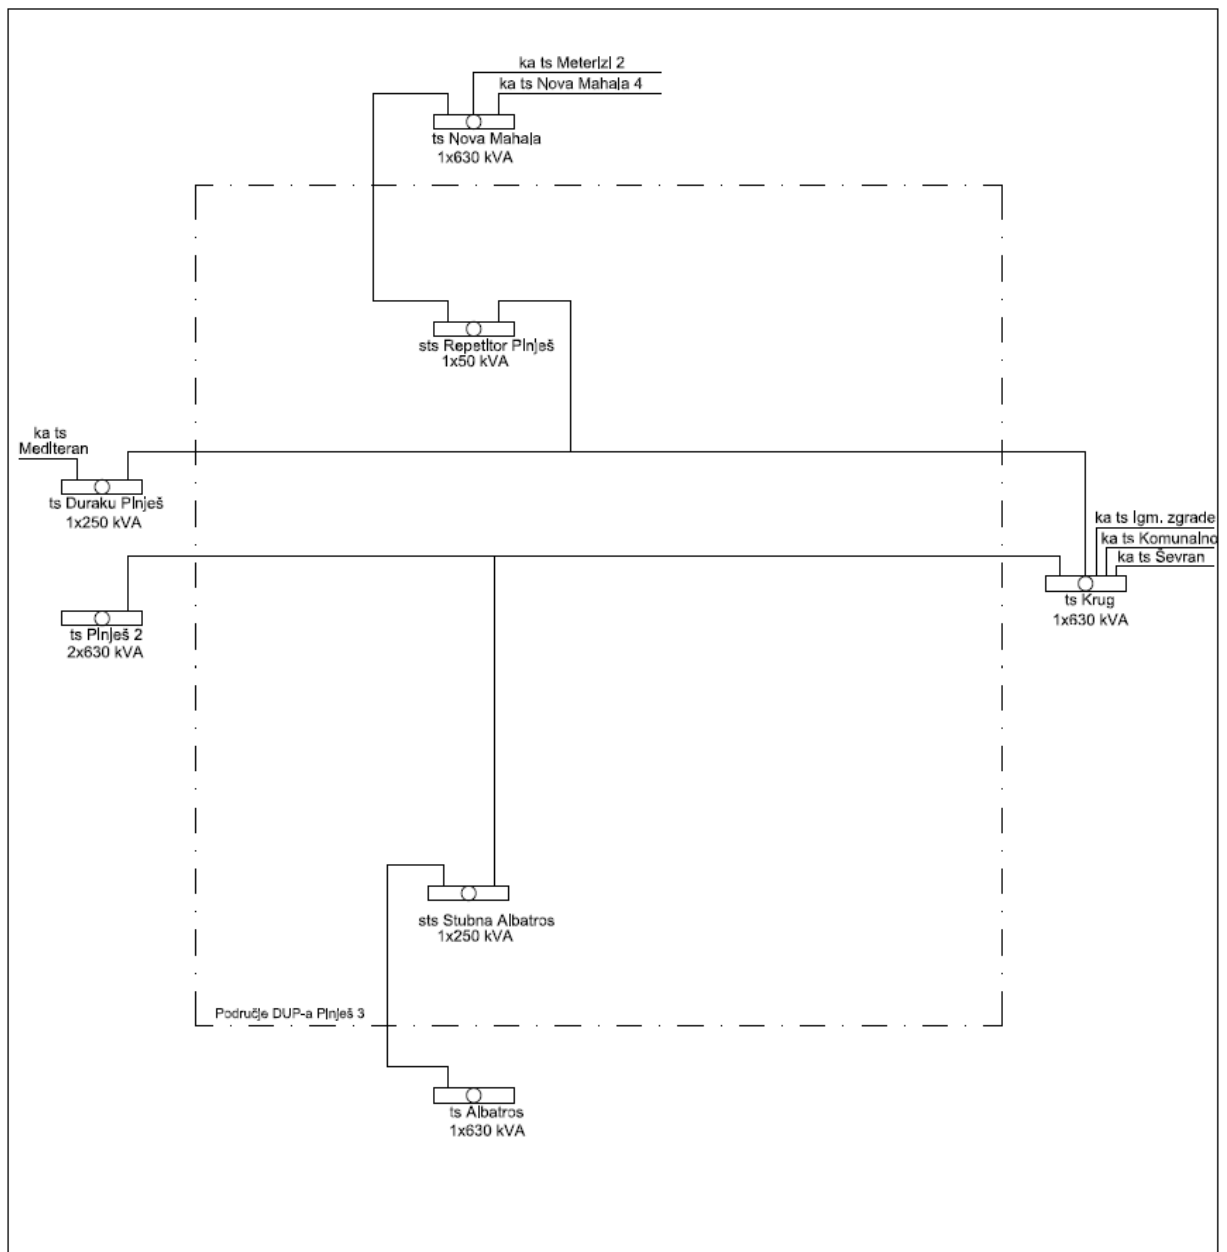 ka ts Meterizi 2
ka ts Nova Mahala 4
ts Nova Mahala
1x630 kVA
sts Repetitor Pinješ
1x50 kVA
ka ts
Mediteran
ts Duraku Pinješ
1x250 kVA
ka ts Igm. zgrade
ka ts Komunalno
ka ts Ševran
ts Krug
1x630 kVA
ts Pinješ 2
2x630 kVA
sts Stubna Albatros
1x250 kVA
Područje DUP-a Pinješ 3
ts Albatros
1x630 kVA